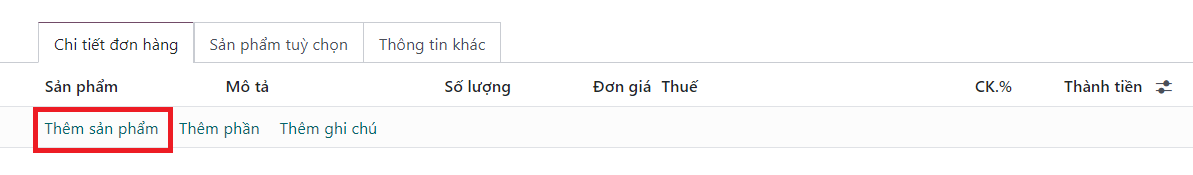 Chi tiết đơn hàng Sản phẩm tuỳ chọn Thông tin khác
Sản phẩm Mô tả Số lượng Đơn giá Thuế CK.% Thành tiền
Thêm sản phẩm Thêm phần Thêm ghi chú